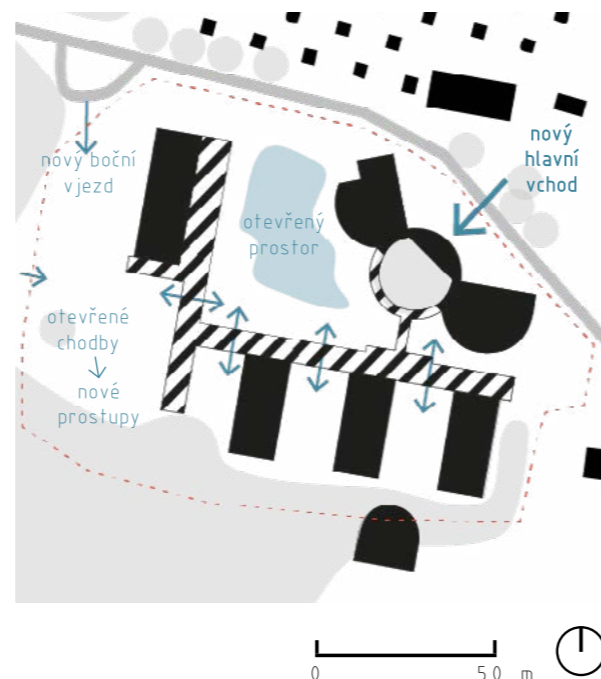 nový
hlavní
vchod
nový boční
vjezd
otevřený
prostor
otevřené
chodby
nové
prostupy
0 50 m